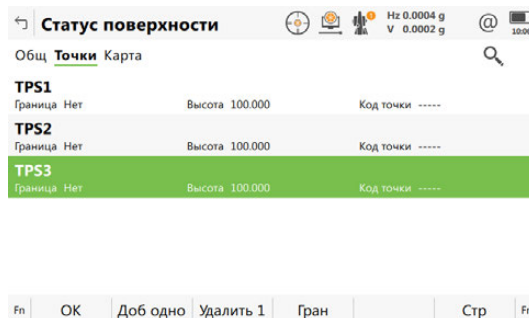 Статус поверхности Hz 0.0004 g @
V 0.0002 g 10:00
Общ Точки Карта
TPS1
Граница Нет Высота 100.000 Код точки -----
TPS2
Граница Нет Высота 100.000 Код точки -----
TPS3
Граница Нет Высота 100.000 Код точки -----
Fn OK Доб одно Удалить 1 Гран Стр